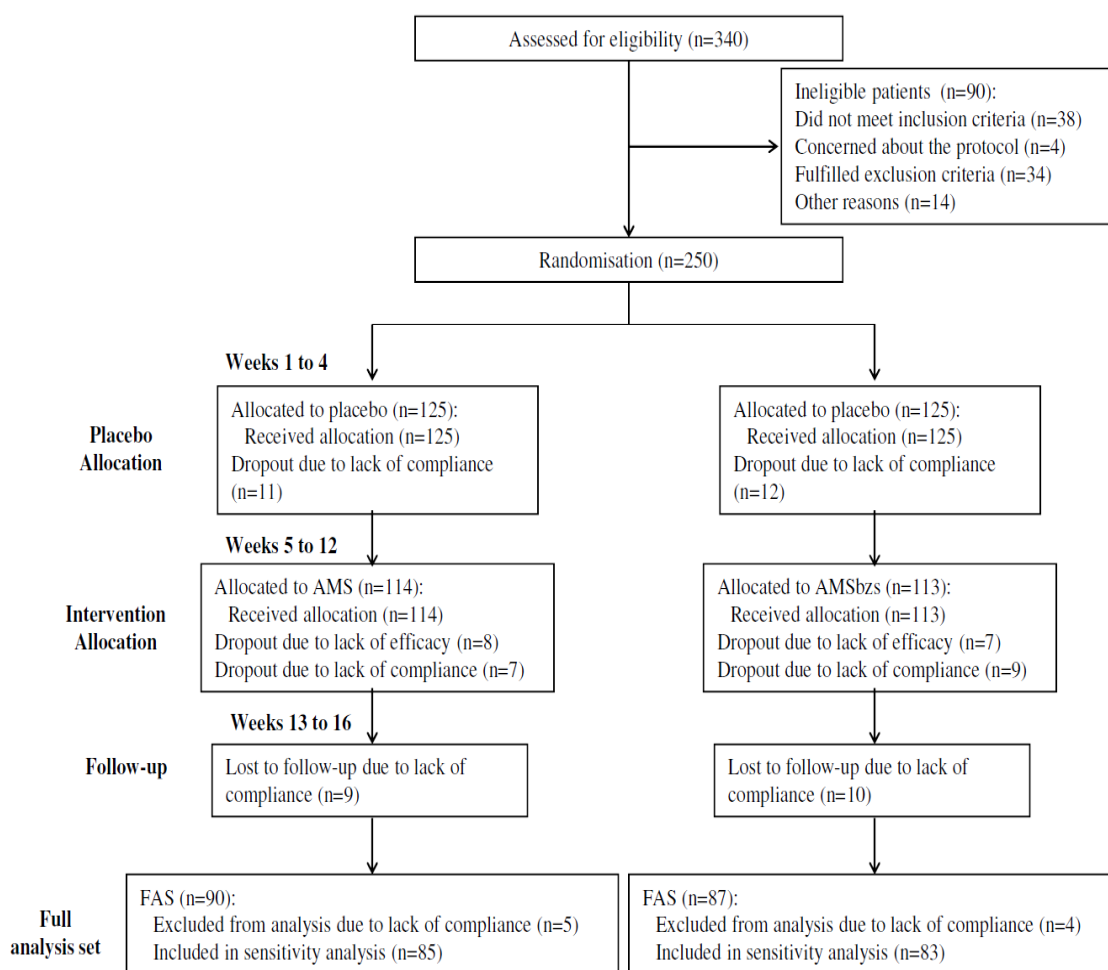 Assessed for eligibility (n=340)
Ineligible patients (n=90):
Did not meet inclusion criteria (n=38)
Concerned about the protocol (n=4)
Fulfilled exclusion criteria (n=34)
Other reasons (n=14)
Randomisation (n=250)
Weeks 1 to 4
Placebo
Allocation
Allocated to placebo (n=125):
Received allocation (n=125)
Dropout due to lack of compliance
(n=11)
Allocated to placebo (n=125):
Received allocation (n=125)
Dropout due to lack of compliance
(n=12)
Weeks 5 to 12
Intervention
Allocation
Allocated to AMS (n=114):
Received allocation (n=114)
Dropout due to lack of efficacy (n=8)
Dropout due to lack of compliance (n=7)
Allocated to AMSbzs (n=113):
Received allocation (n=113)
Dropout due to lack of efficacy (n=7)
Dropout due to lack of compliance (n=9)
Weeks 13 to 16
Follow-up
Lost to follow-up due to lack of
compliance (n=9)
Lost to follow-up due to lack of
compliance (n=10)
Full
analysis set
FAS (n=90):
Excluded from analysis due to lack of compliance (n=5)
Included in sensitivity analysis (n=85)
FAS (n=87):
Excluded from analysis due to lack of compliance (n=4)
Included in sensitivity analysis (n=83)